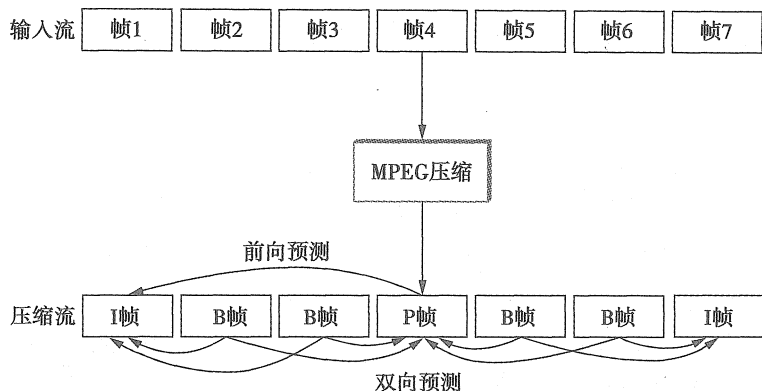 输入流 帧1 帧2 帧3 帧4 帧5 帧6 帧7
MPEG压缩
前向预测
压缩流 I帧 B帧 B帧 P帧 B帧 B帧 I帧
双向预测